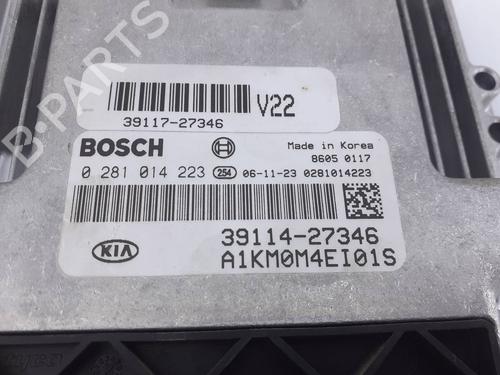 B-PARTS
V22
39117-27346
BOSCH
Made in Korea
8605 0117
0 281 014 223 254 06-11-23 0281014223
KIA
39114-27346
A1KM0M4EI01S